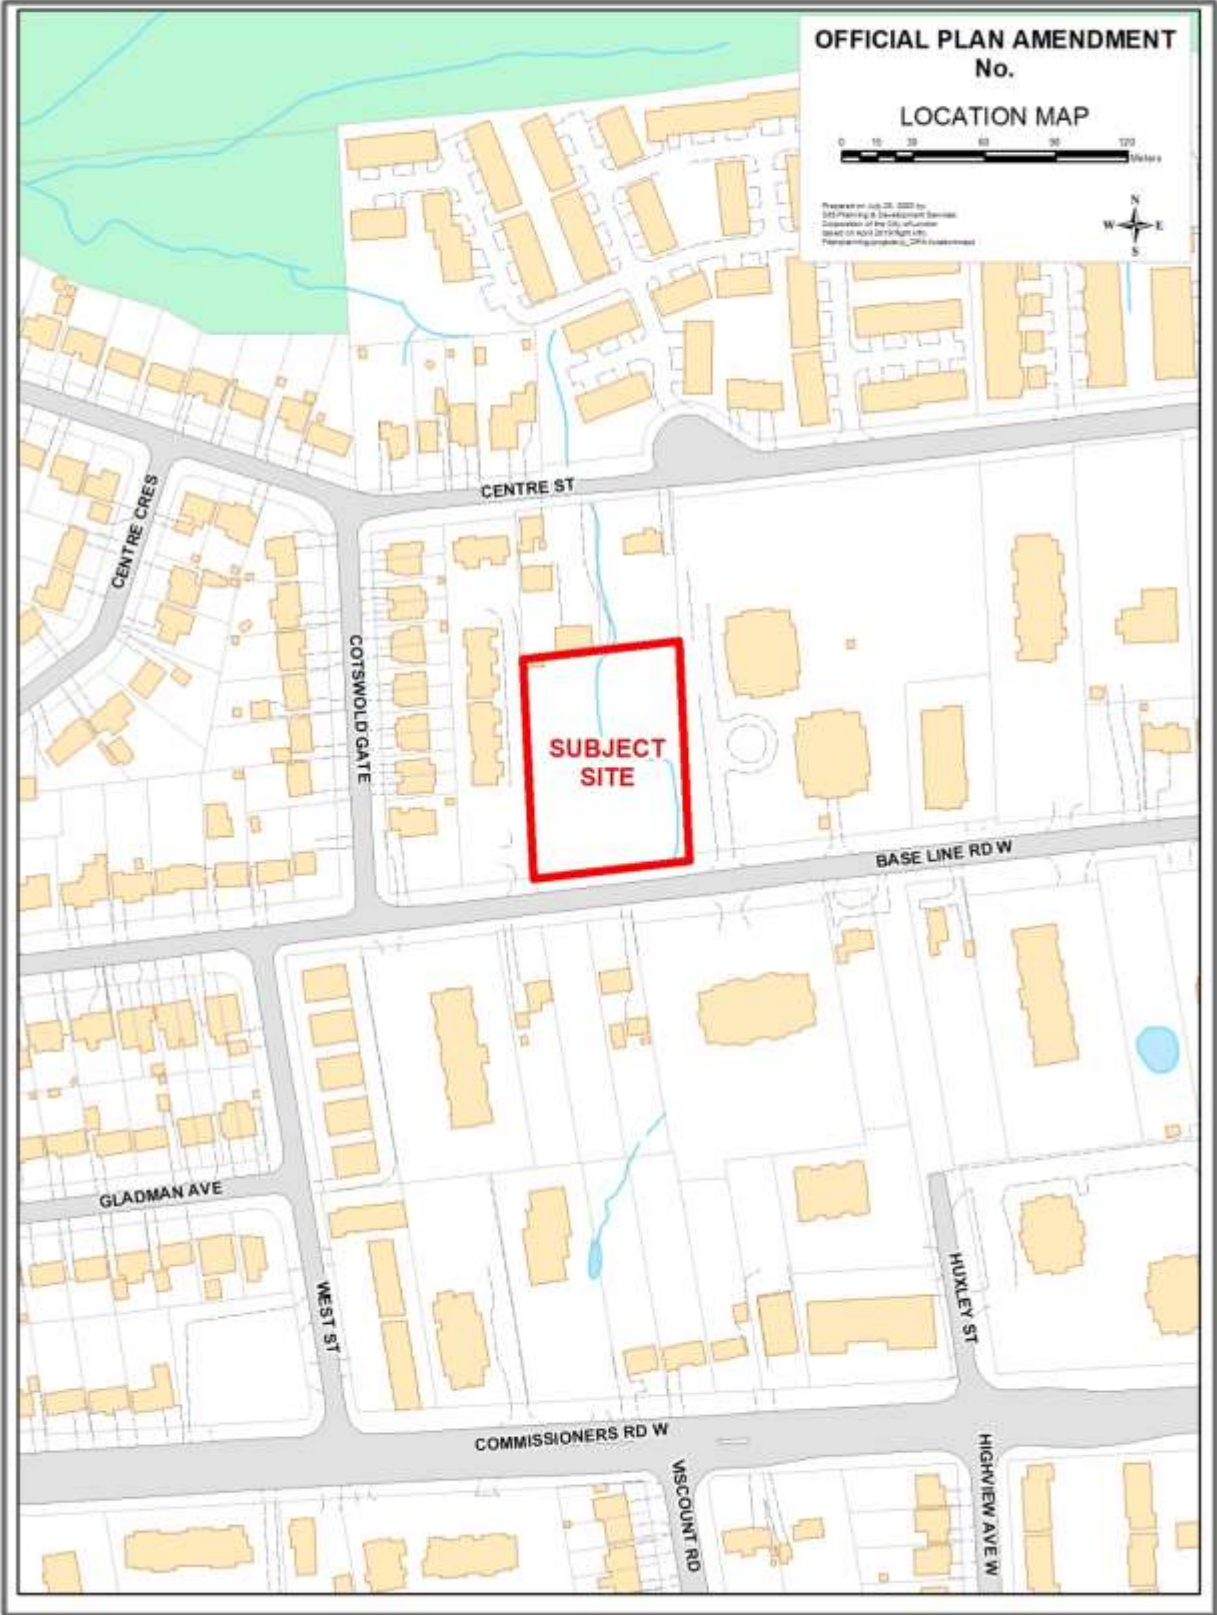 OFFICIAL PLAN AMENDMENT
No.
LOCATION MAP
0 15 30 60 90 120
Meters
N
W E
S
CENTRE ST
CENTRE CRES
COTSWOLD GATE
SUBJECT
SITE
BASE LINE RD W
GLADMAN AVE
WEST ST
HUXLEY ST
COMMISSIONERS RD W
VISCOUNT RD
HIGHVIEW AVE W